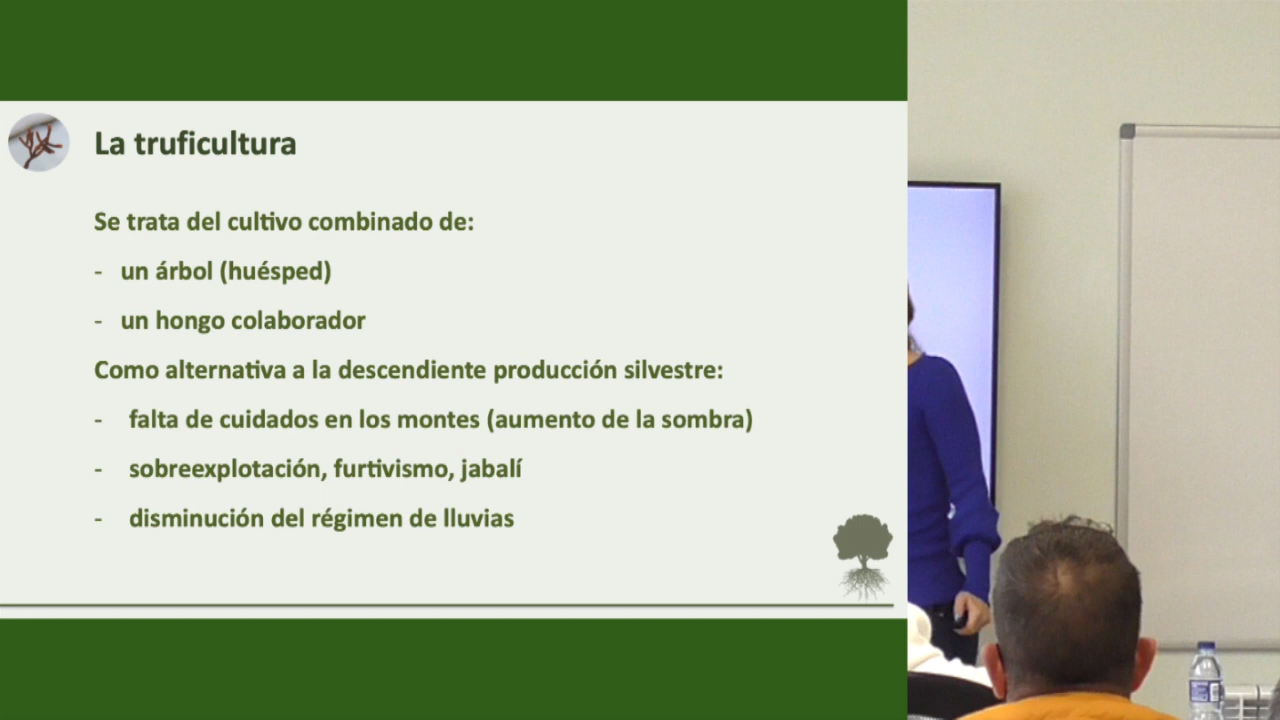 La truficultura
Se trata del cultivo combinado de:
- un árbol (huésped)
- un hongo colaborador
Como alternativa a la descendiente producción silvestre:
- falta de cuidados en los montes (aumento de la sombra)
- sobreexplotación, furtivismo, jabalí
- disminución del régimen de lluvias